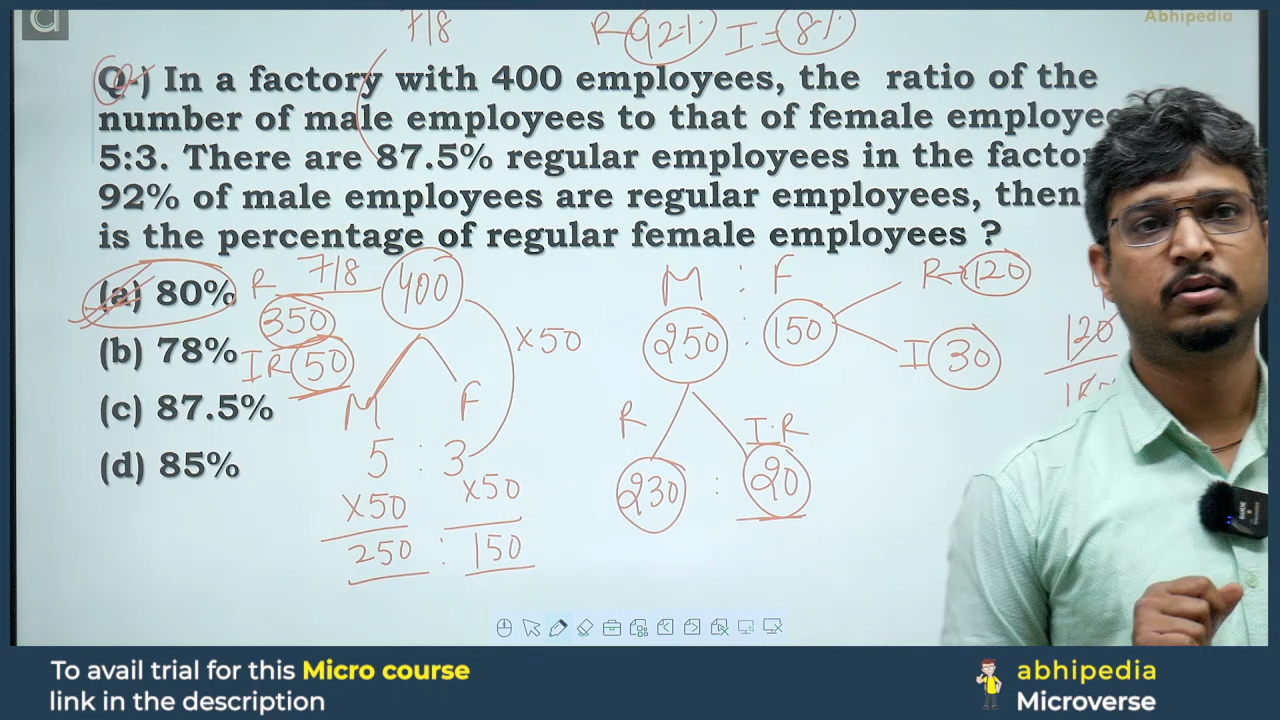 7/8
R 92% I = 8%
Abhipedia
Q-) In a factory with 400 employees, the ratio of the
number of male employees to that of female employee
5:3. There are 87.5% regular employees in the facto
92% of male employees are regular employees, then
is the percentage of regular female employees ?
(a) 80%
(b) 78%
(c) 87.5%
(d) 85%
R 7/8 400
350
IR 50
×50
M F
5 : 3
×50 ×50
250 : 150
M : F
250 : 150
R 120
I 30
R I.R
230 : 20
120
To avail trial for this Micro course
link in the description
abhipedia
Microverse